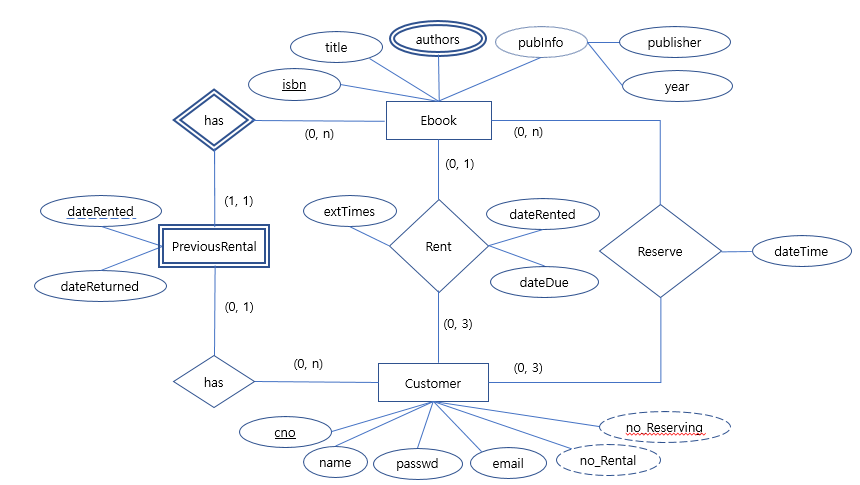 title
authors
pubInfo
publisher
isbn
year
has
Ebook
(0, n)
(0, n)
(0, 1)
(1, 1)
dateRented
extTimes
dateRented
PreviousRental
Rent
Reserve
dateTime
dateReturned
dateDue
(0, 1)
(0, 3)
(0, n)
(0, 3)
has
Customer
cno
no_Reserving
name
passwd
email
no_Rental